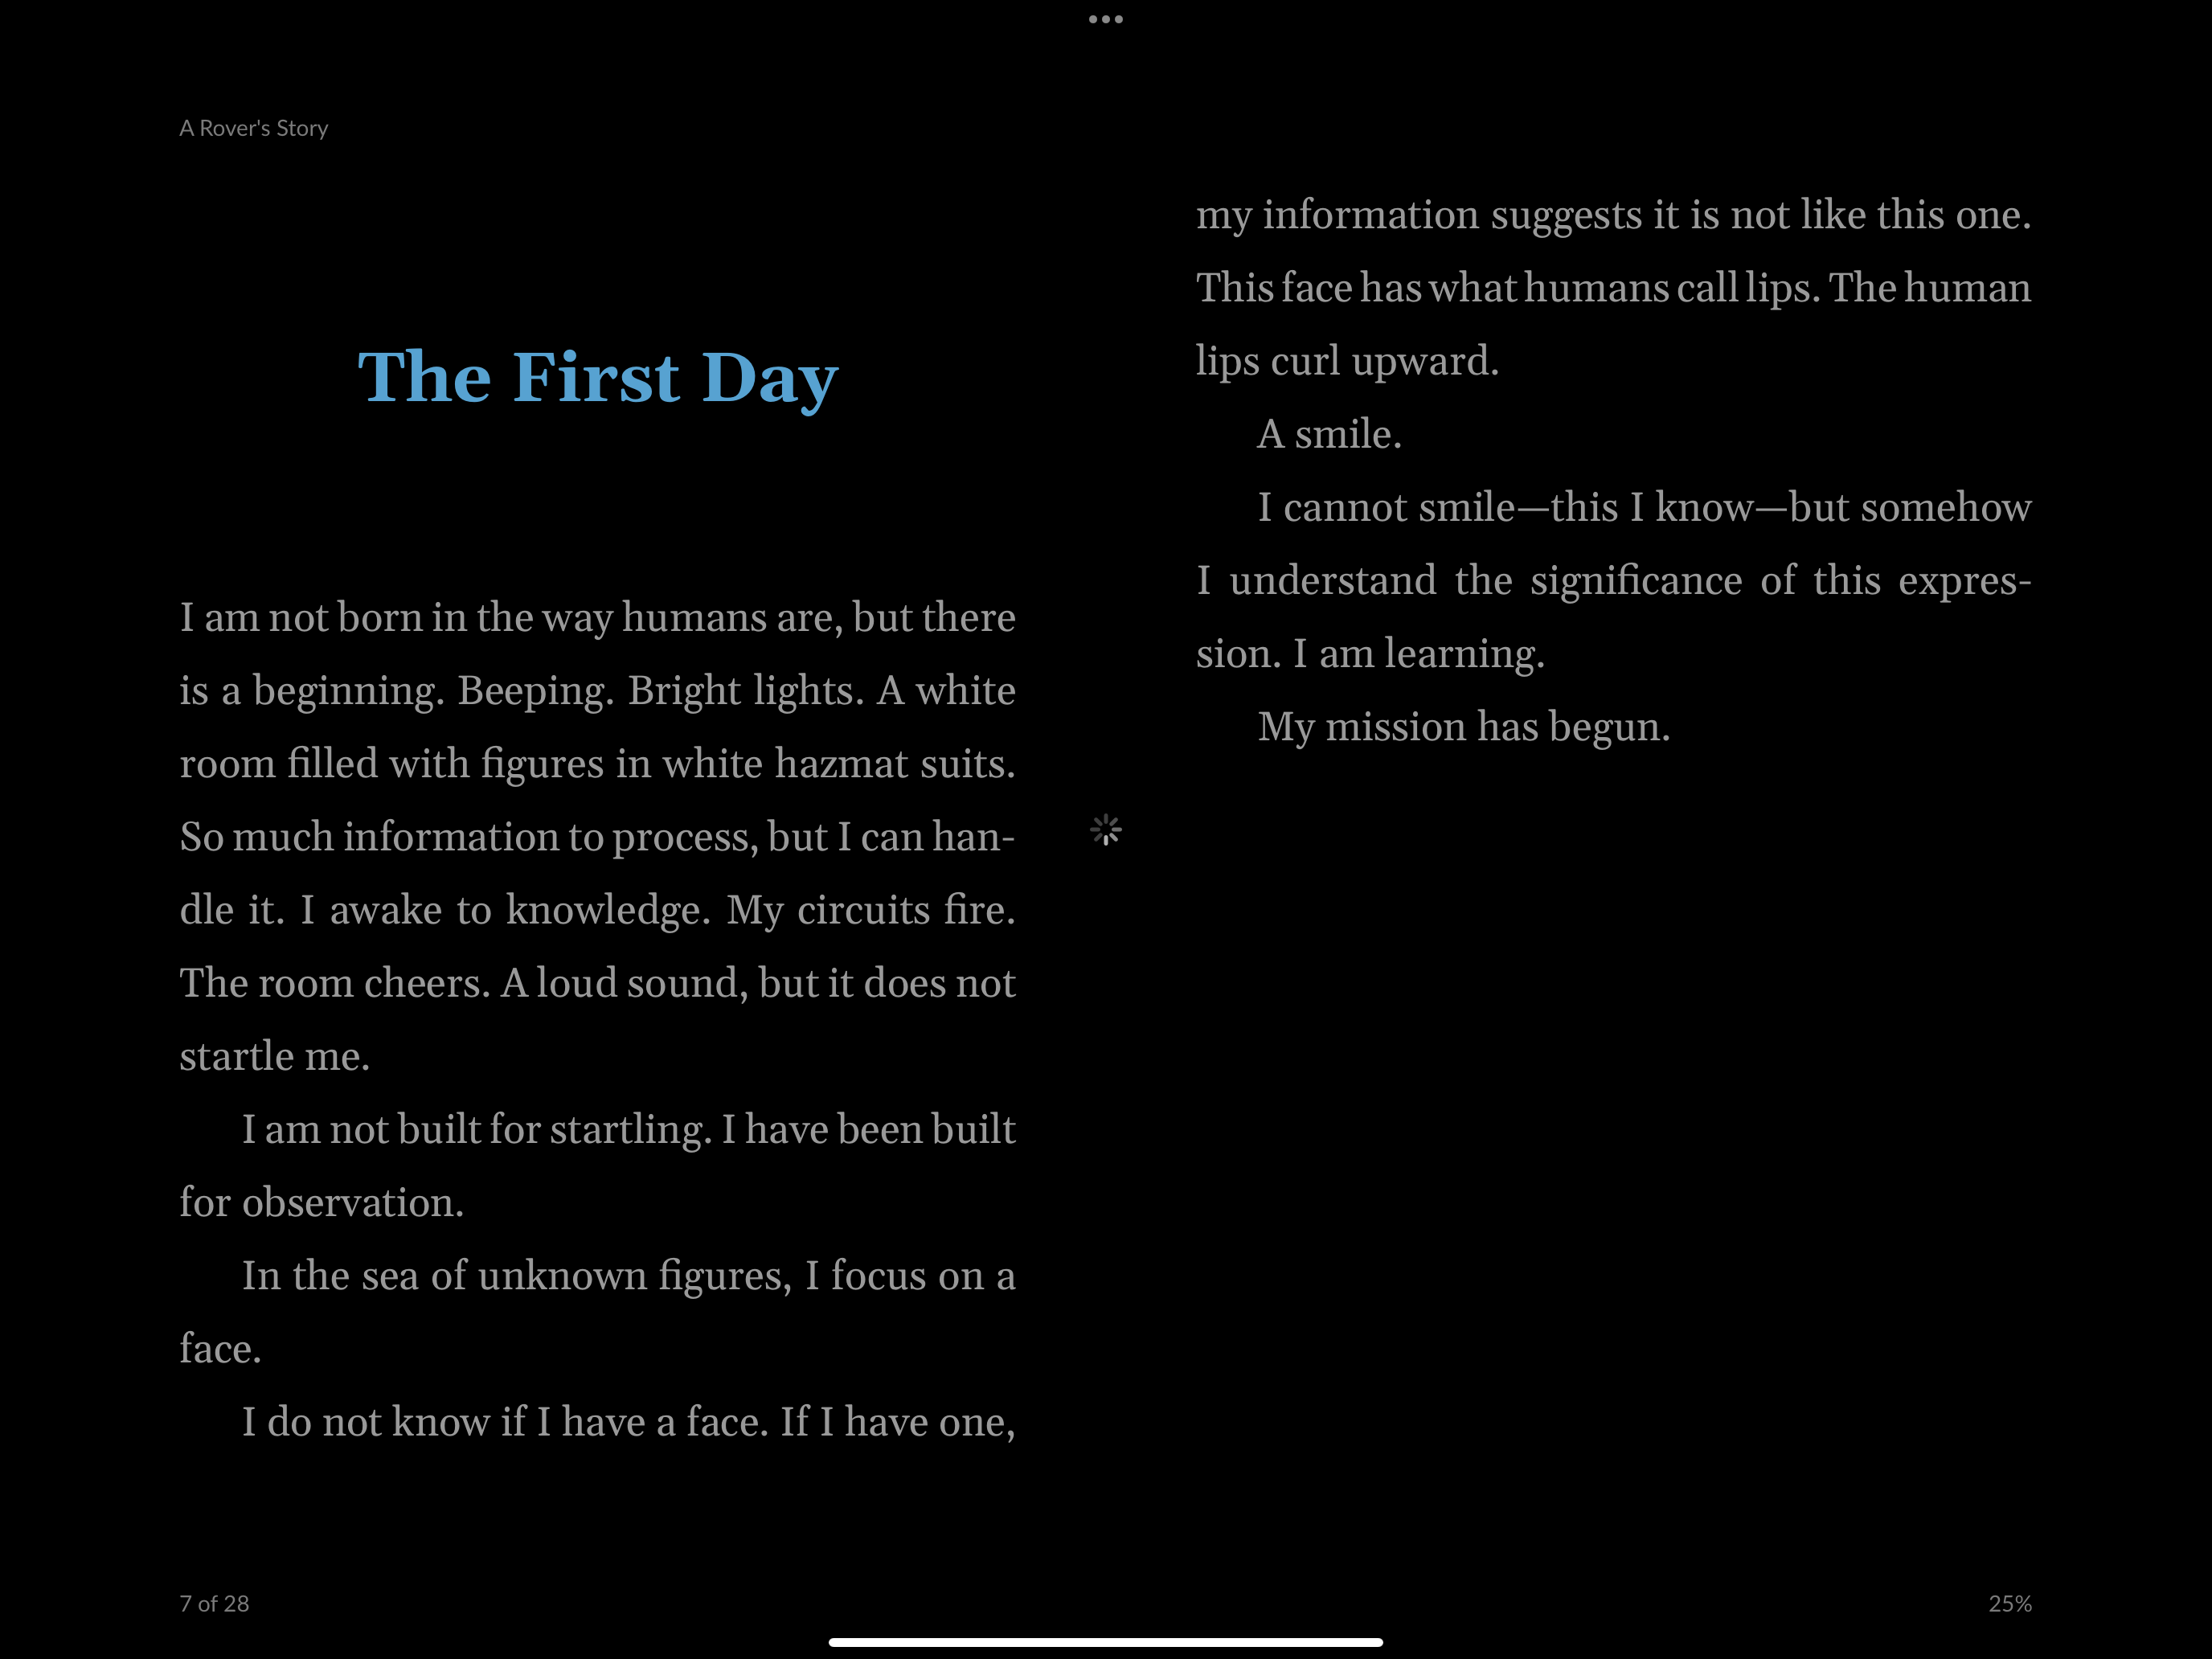 A Rover's Story
The First Day
I am not born in the way humans are, but there
is a beginning. Beeping. Bright lights. A white
room filled with figures in white hazmat suits.
So much information to process, but I can han-
dle it. I awake to knowledge. My circuits fire.
The room cheers. A loud sound, but it does not
startle me.
I am not built for startling. I have been built
for observation.
In the sea of unknown figures, I focus on a
face.
I do not know if I have a face. If I have one,
my information suggests it is not like this one.
This face has what humans call lips. The human
lips curl upward.
A smile.
I cannot smile—this I know—but somehow
I understand the significance of this expres-
sion. I am learning.
My mission has begun.
7 of 28
25%